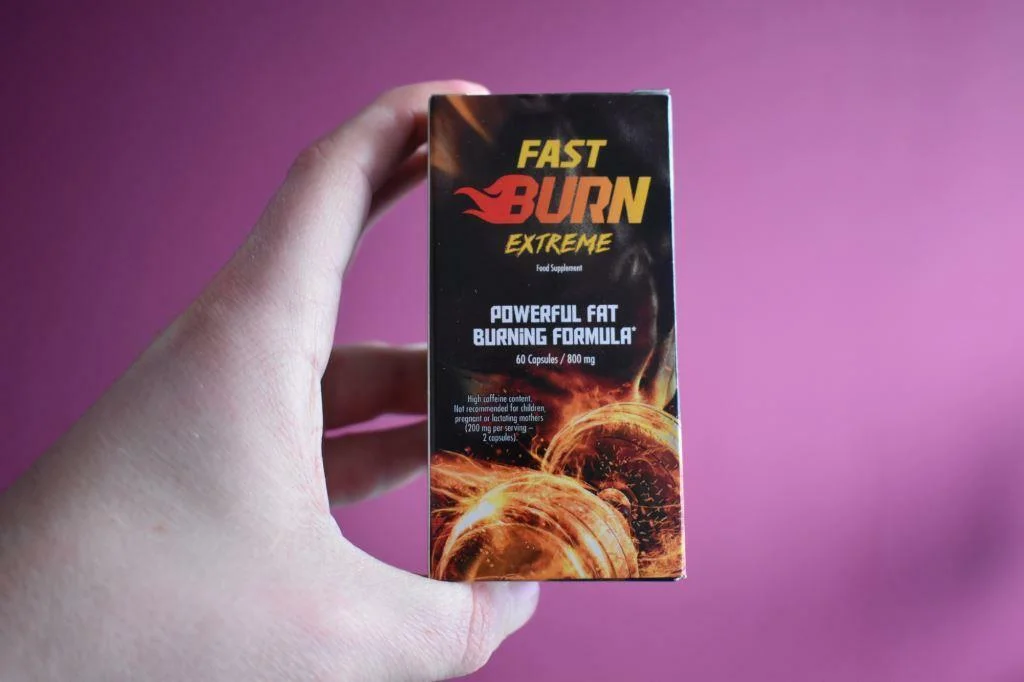 FAST
BURN
EXTREME
Food Supplement
POWERFUL FAT
BURNING FORMULA*
60 Capsules / 800 mg
High caffeine content.
Not recommended for children,
pregnant or lactating mothers
(200 mg per serving –
2 capsules).